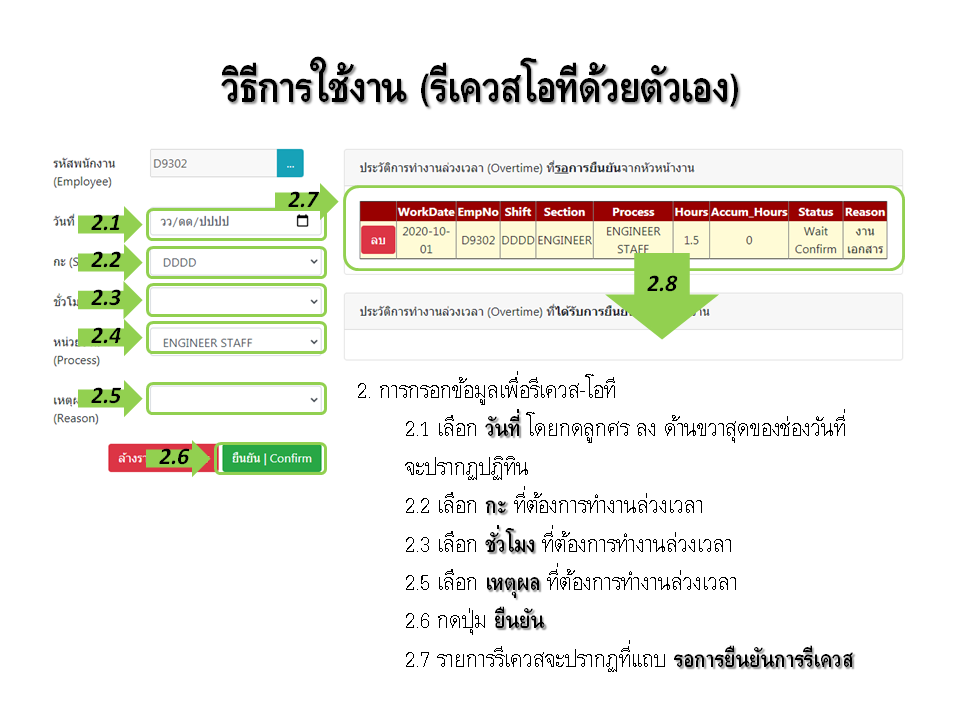 วิธีการใช้งาน (รีเควสโอทีด้วยตัวเอง)
รหัสพนักงาน
(Employee)
D9302
...
วันที่
2.1
วว/ดด/ปปปป
2.7
กะ (S
2.2
DDDD
ชั่วโม
2.3
หน่วย
2.4
ENGINEER STAFF
(Process)
เหตุผ
2.5
(Reason)
ล้างรา
2.6
ยืนยัน | Confirm
ประวัติการทำงานล่วงเวลา (Overtime) ที่รอการยืนยันจากหัวหน้างาน
WorkDate EmpNo Shift Section Process Hours Accum_Hours Status Reason
ลบ 2020-10-01 D9302 DDDD ENGINEER ENGINEER STAFF 1.5 0 Wait Confirm งานเอกสาร
2.8
ประวัติการทำงานล่วงเวลา (Overtime) ที่ได้รับการยืนยั งาน
2. การกรอกข้อมูลเพื่อรีเควส-โอที
2.1 เลือก วันที่ โดยกดลูกศร ลง ด้านขวาสุดของช่องวันที่
จะปรากฏปฏิทิน
2.2 เลือก กะ ที่ต้องการทำงานล่วงเวลา
2.3 เลือก ชั่วโมง ที่ต้องการทำงานล่วงเวลา
2.5 เลือก เหตุผล ที่ต้องการทำงานล่วงเวลา
2.6 กดปุ่ม ยืนยัน
2.7 รายการรีเควสจะปรากฏที่แถบ รอการยืนยันการรีเควส